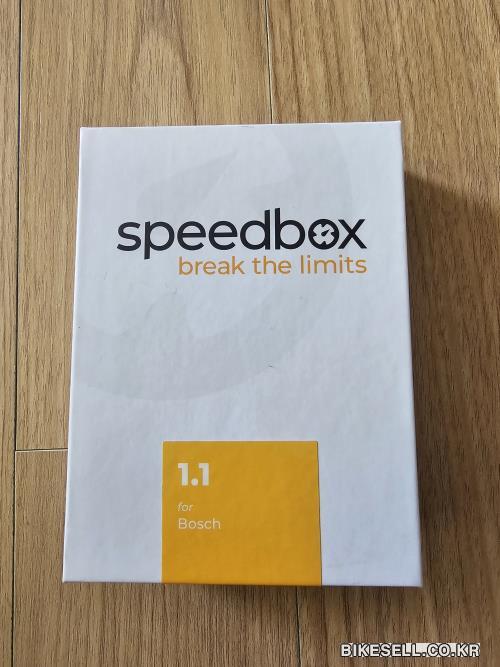 speedbox
break the limits
1.1
for
Bosch
BIKESELL.CO.KR